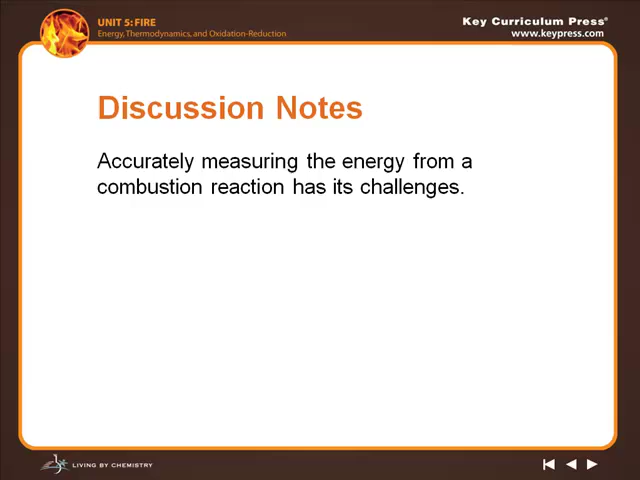 UNIT 5: FIRE
Energy, Thermodynamics, and Oxidation-Reduction
Key Curriculum Press®
www.keypress.com
Discussion Notes
Accurately measuring the energy from a
combustion reaction has its challenges.
LIVING BY CHEMISTRY